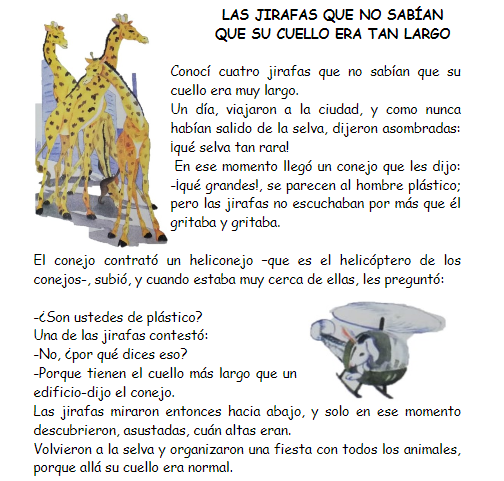 LAS JIRAFAS QUE NO SABÍAN
QUE SU CUELLO ERA TAN LARGO
Conocí cuatro jirafas que no sabían que su
cuello era muy largo.
Un día, viajaron a la ciudad, y como nunca
habían salido de la selva, dijeron asombradas:
¡qué selva tan rara!
En ese momento llegó un conejo que les dijo:
-¡qué grandes!, se parecen al hombre plástico;
pero las jirafas no escuchaban por más que él
gritaba y gritaba.
El conejo contrató un heliconejo –que es el helicóptero de los
conejos-, subió, y cuando estaba muy cerca de ellas, les preguntó:
-¿Son ustedes de plástico?
Una de las jirafas contestó:
-No, ¿por qué dices eso?
-Porque tienen el cuello más largo que un
edificio-dijo el conejo.
Las jirafas miraron entonces hacia abajo, y solo en ese momento
descubrieron, asustadas, cuán altas eran.
Volvieron a la selva y organizaron una fiesta con todos los animales,
porque allá su cuello era normal.